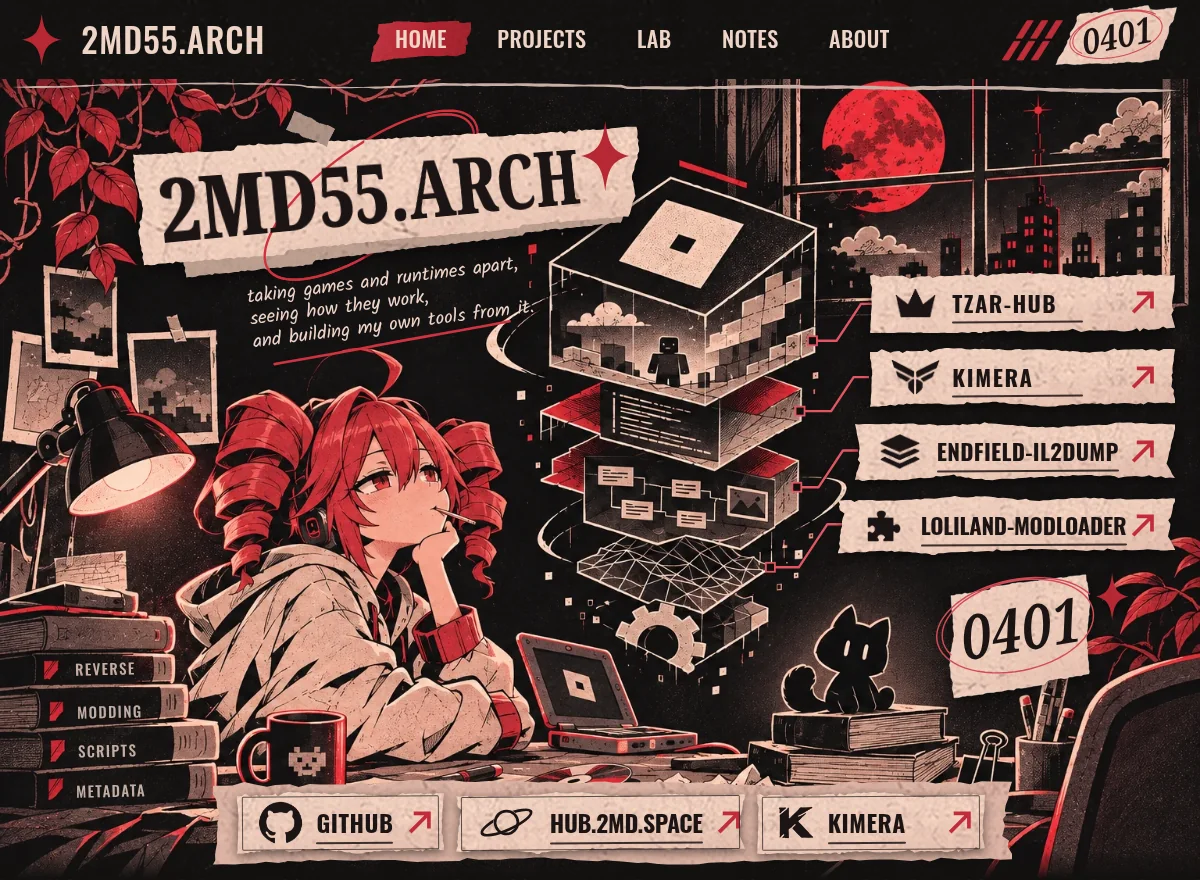 2MD55.ARCH
HOME
PROJECTS
LAB
NOTES
ABOUT
0401
2MD55.ARCH
taking games and runtimes apart,
seeing how they work,
and building my own tools from it.
TZAR-HUB
KIMERA
ENDFIELD-IL2DUMP
LOLILAND-MODLOADER
0401
REVERSE
MODDING
SCRIPTS
METADATA
GITHUB
HUB.2MD.SPACE
KIMERA